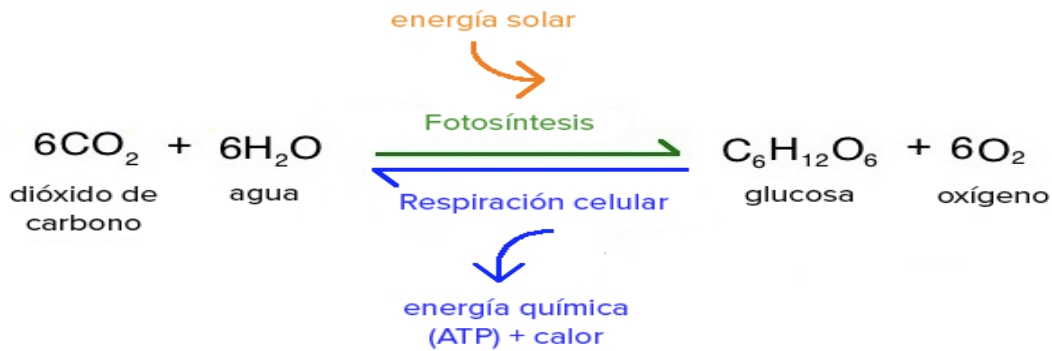 energía solar
Fotosíntesis
6CO₂ + 6H₂O C₆H₁₂O₆ + 6O₂
dióxido de carbono agua glucosa oxígeno
Respiración celular
energía química
(ATP) + calor